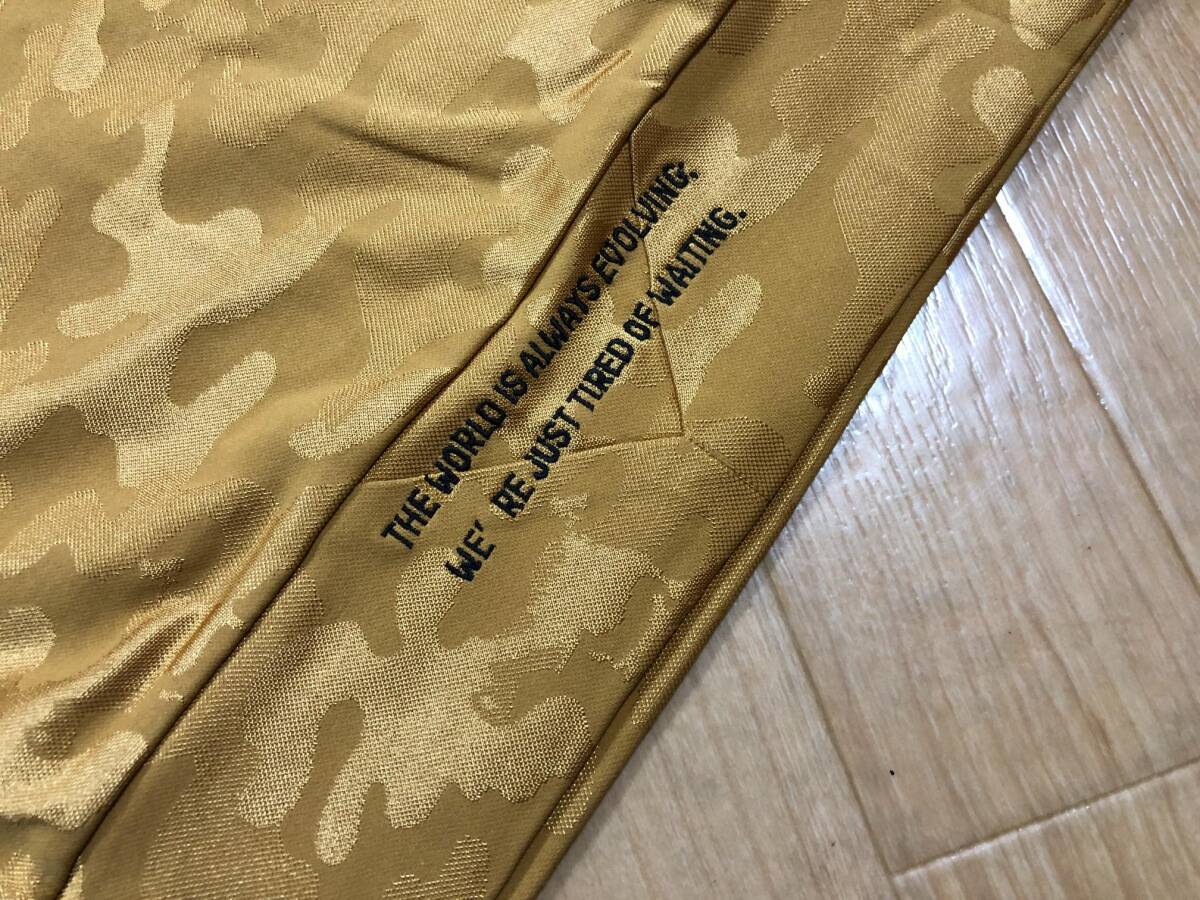 THE WORLD IS ALWAYS EVOLVING;
WE' RE JUST TIRED OF WAITING.